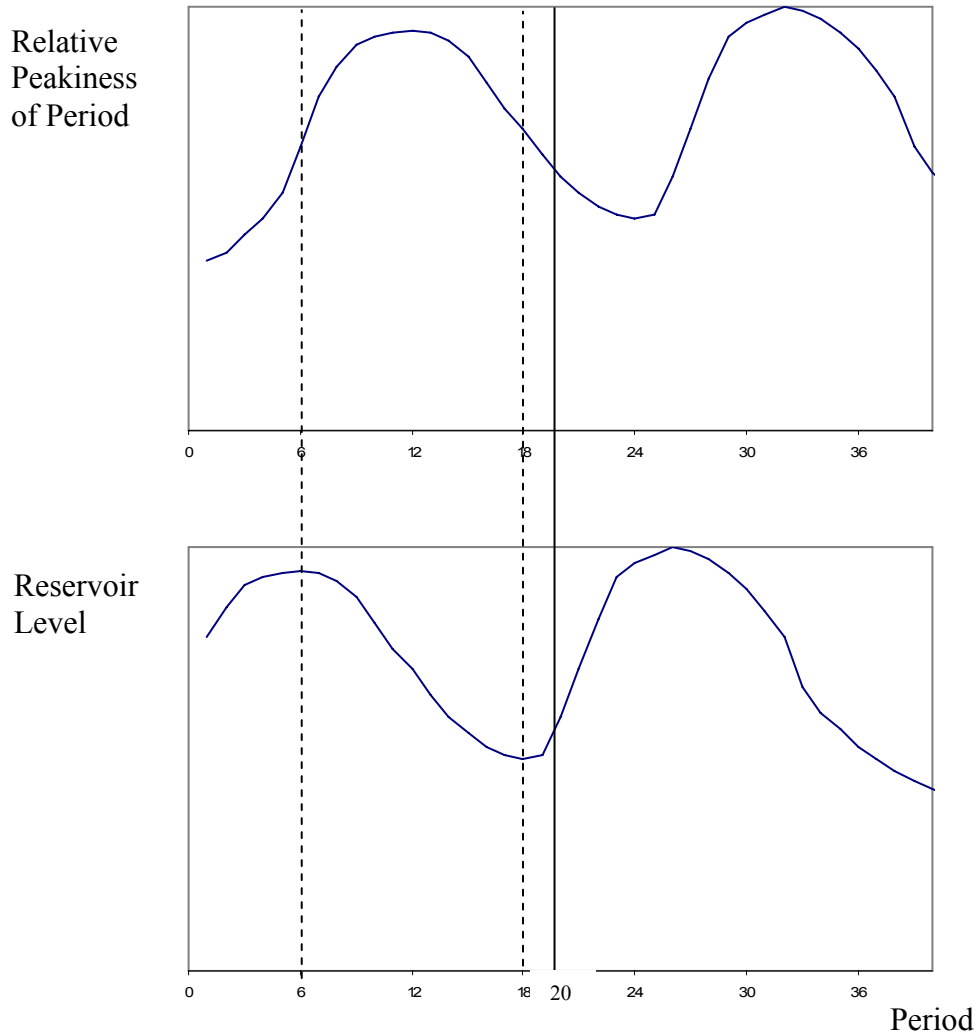 Relative
Peakiness
of Period
0 6 12 18 24 30 36
Reservoir
Level
0 6 12 18 20 24 30 36
Period